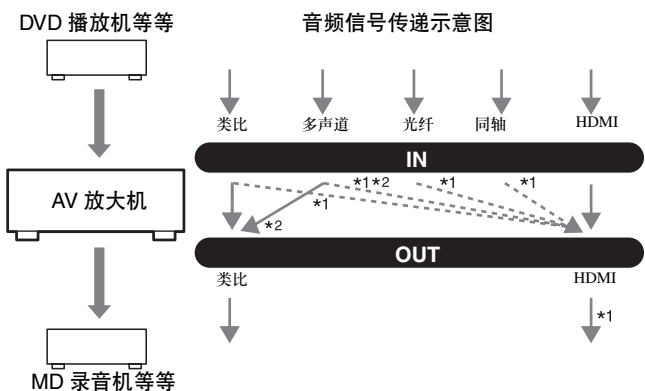 DVD 播放机等等
音频信号传递示意图
类比
多声道
光纤
同轴
HDMI
IN
AV 放大机
*1*2
*1
*1
*1
*2
OUT
类比
HDMI
*1
MD 录音机等等